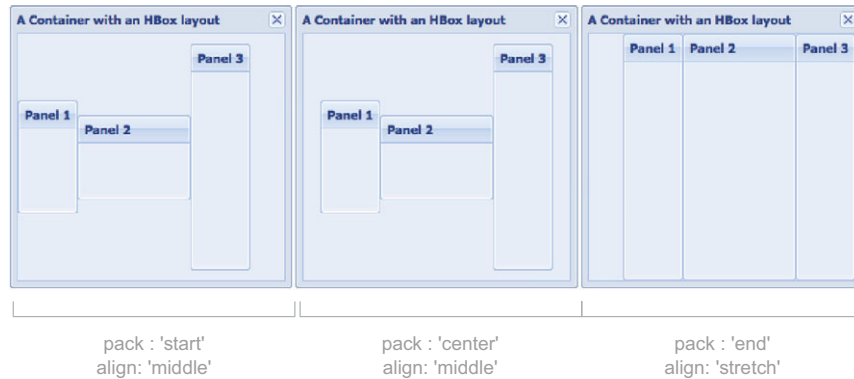 A Container with an HBox layout
Panel 1
Panel 2
Panel 3
A Container with an HBox layout
Panel 1
Panel 2
Panel 3
A Container with an HBox layout
Panel 1
Panel 2
Panel 3
pack : 'start'
align: 'middle'
pack : 'center'
align: 'middle'
pack : 'end'
align: 'stretch'